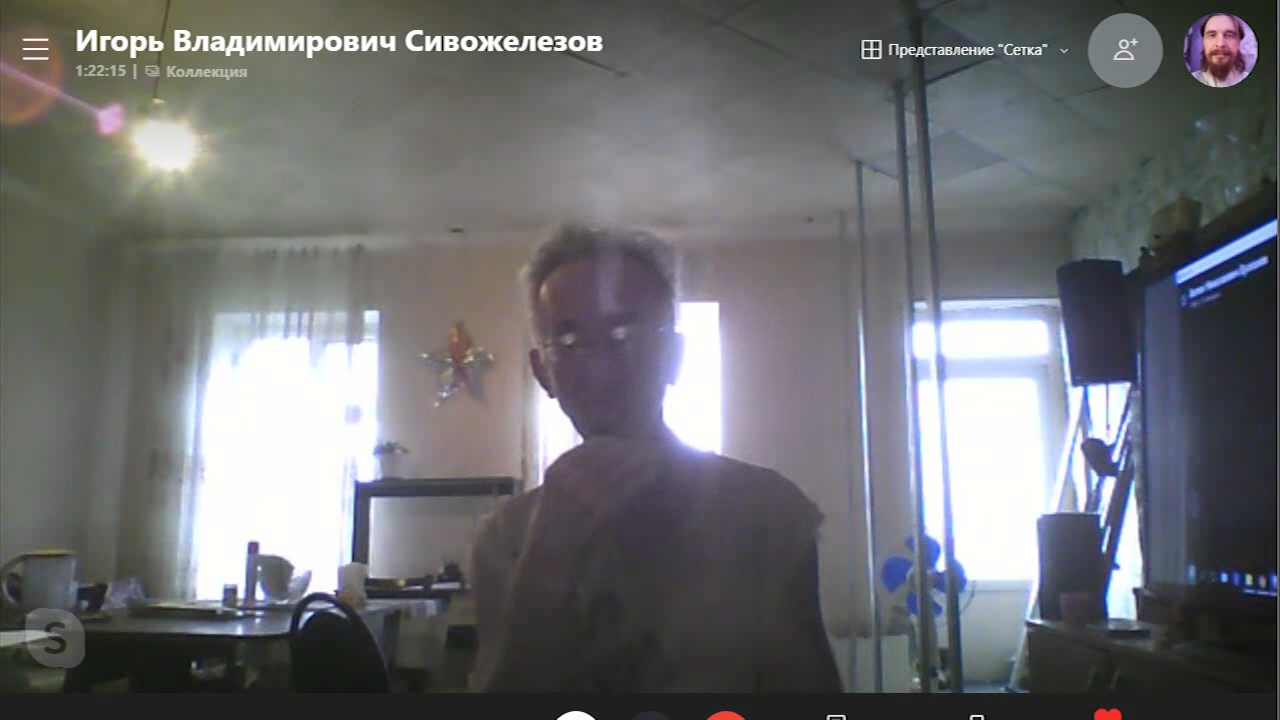 Игорь Владимирович Сивожелезов
1:22:15 | Коллекция
Представление "Сетка"
S